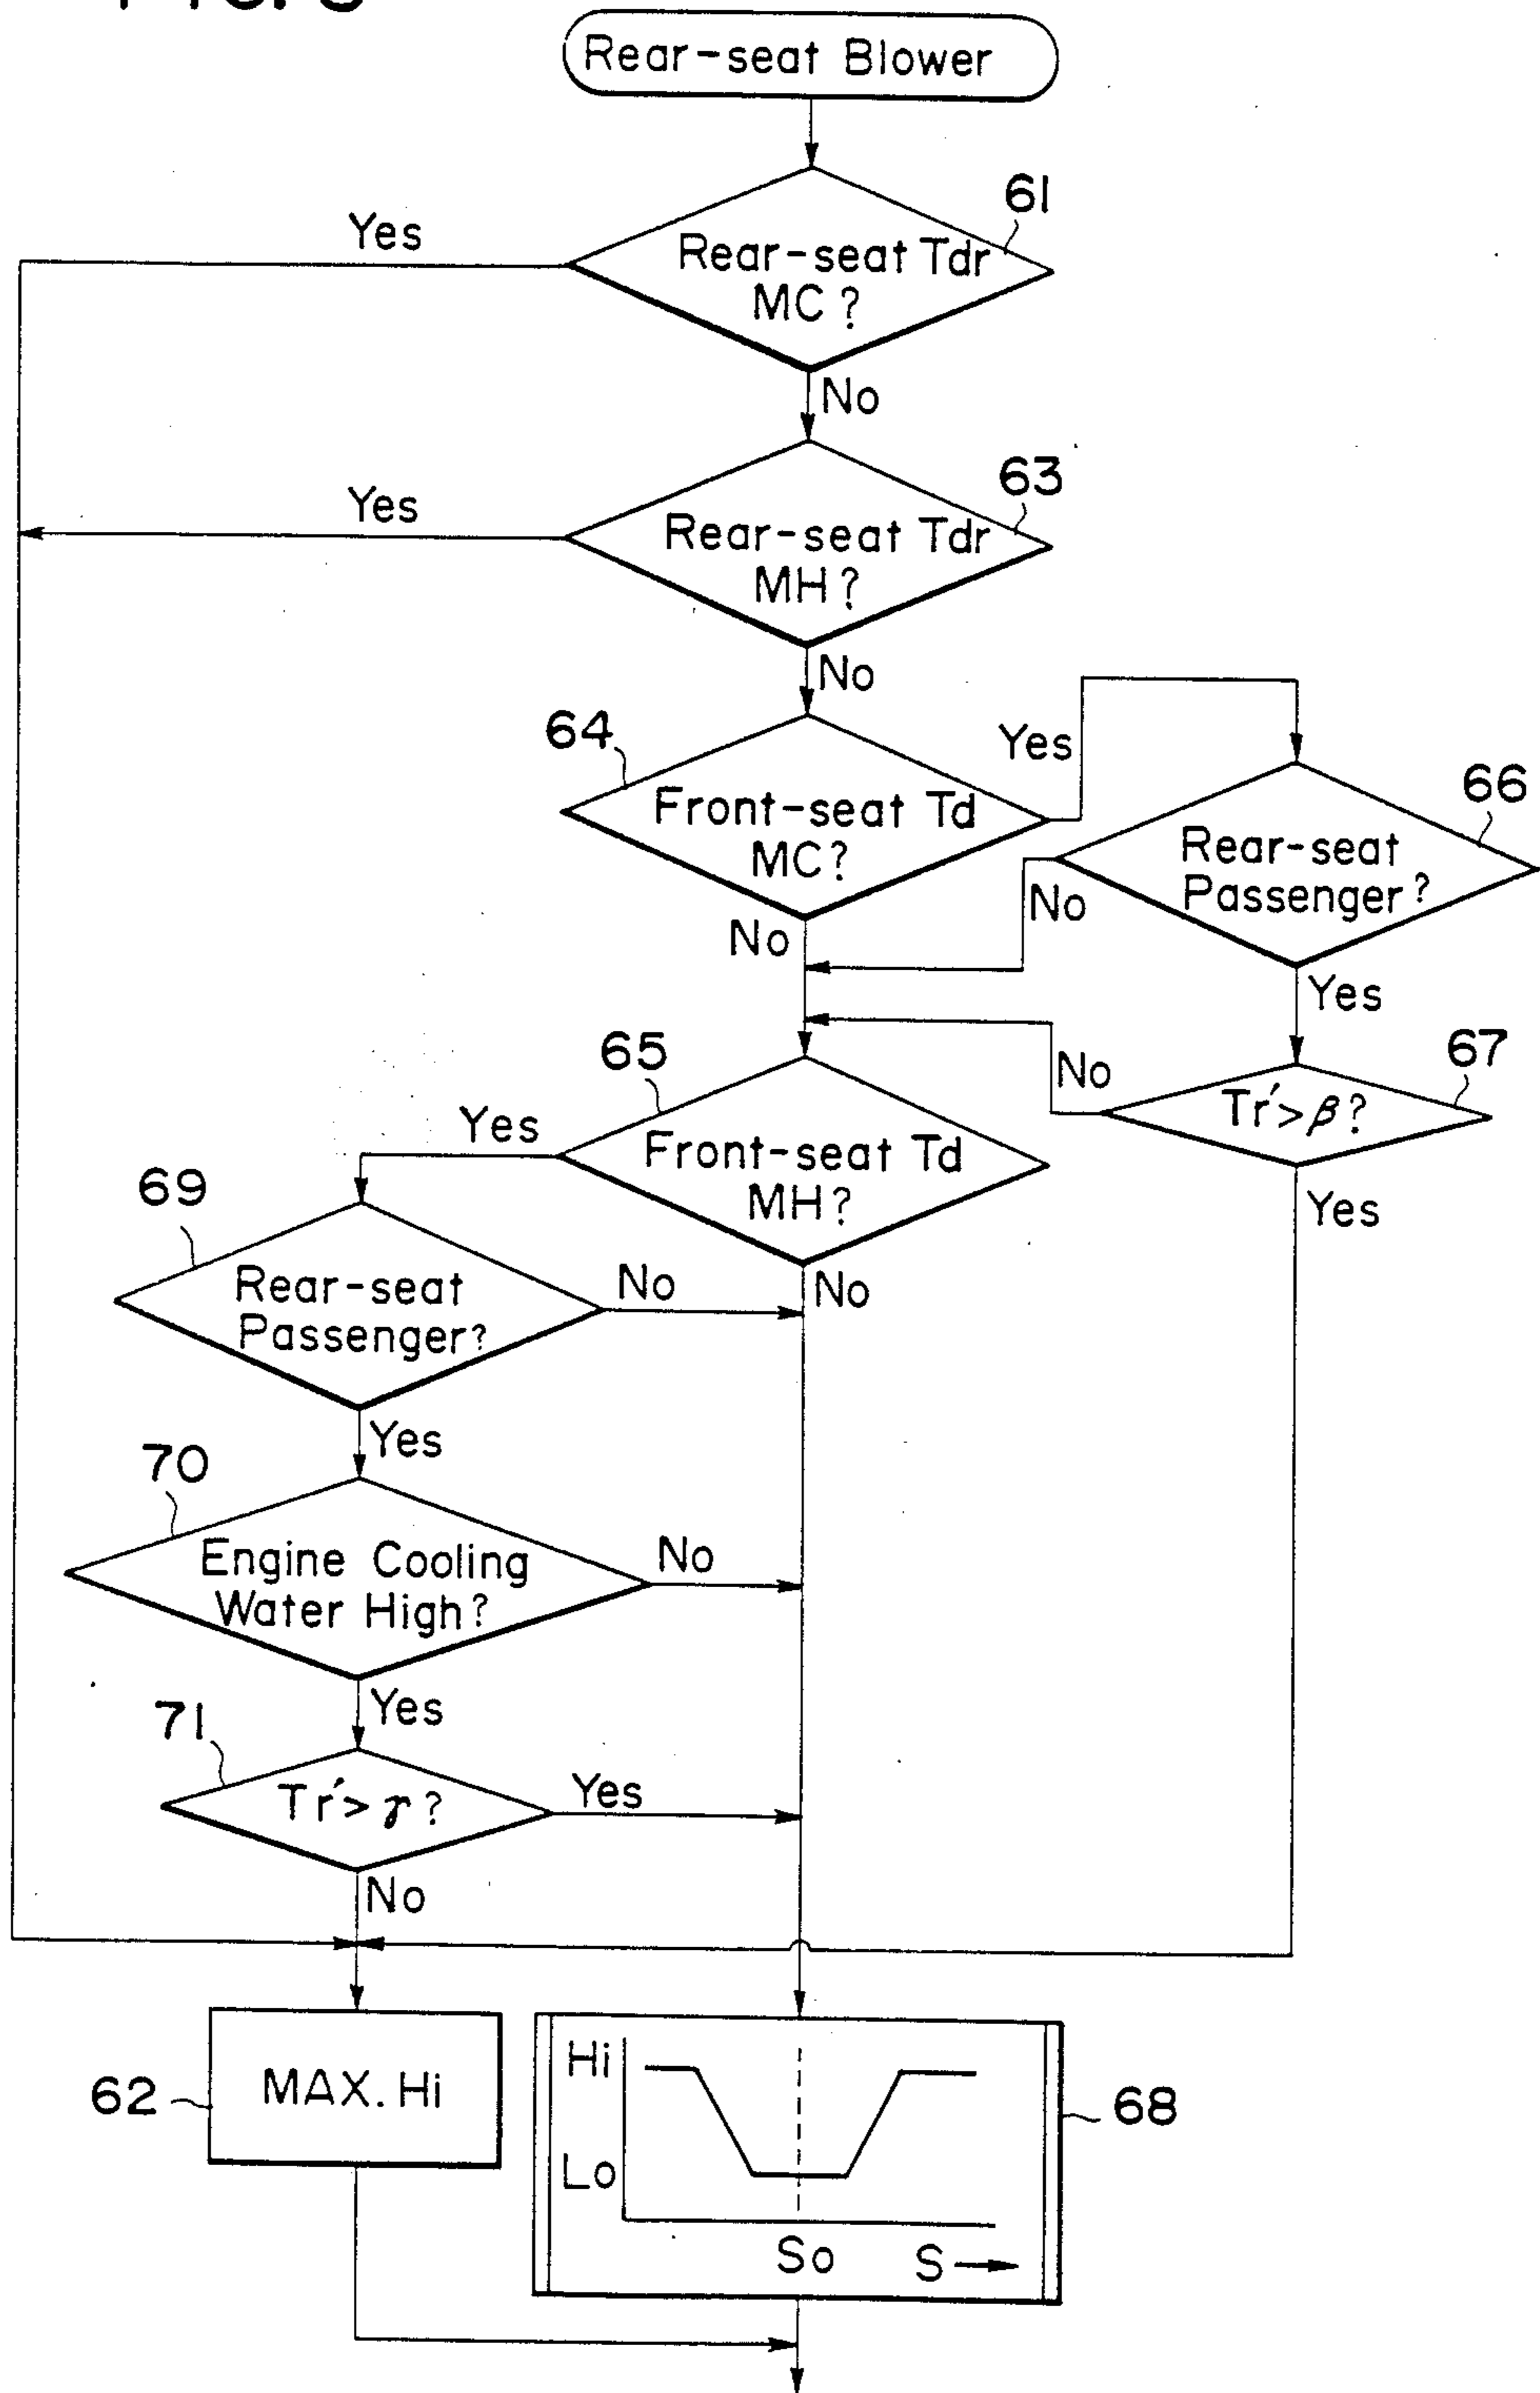 Rear-seat Blower
61
Yes
Rear-seat Tdr
MC?
No
63
Yes
Rear-seat Tdr
MH?
No
64
Yes
Front-seat Td
MC?
66
Rear-seat
Passenger?
No
No
Yes
65
67
No
Tr'>β?
Yes
Front-seat Td
MH?
Yes
69
Rear-seat
Passenger?
No
No
Yes
70
Engine Cooling
Water High?
No
Yes
71
Tr'>γ?
Yes
No
62
MAX. Hi
Hi
Lo
So
S
68